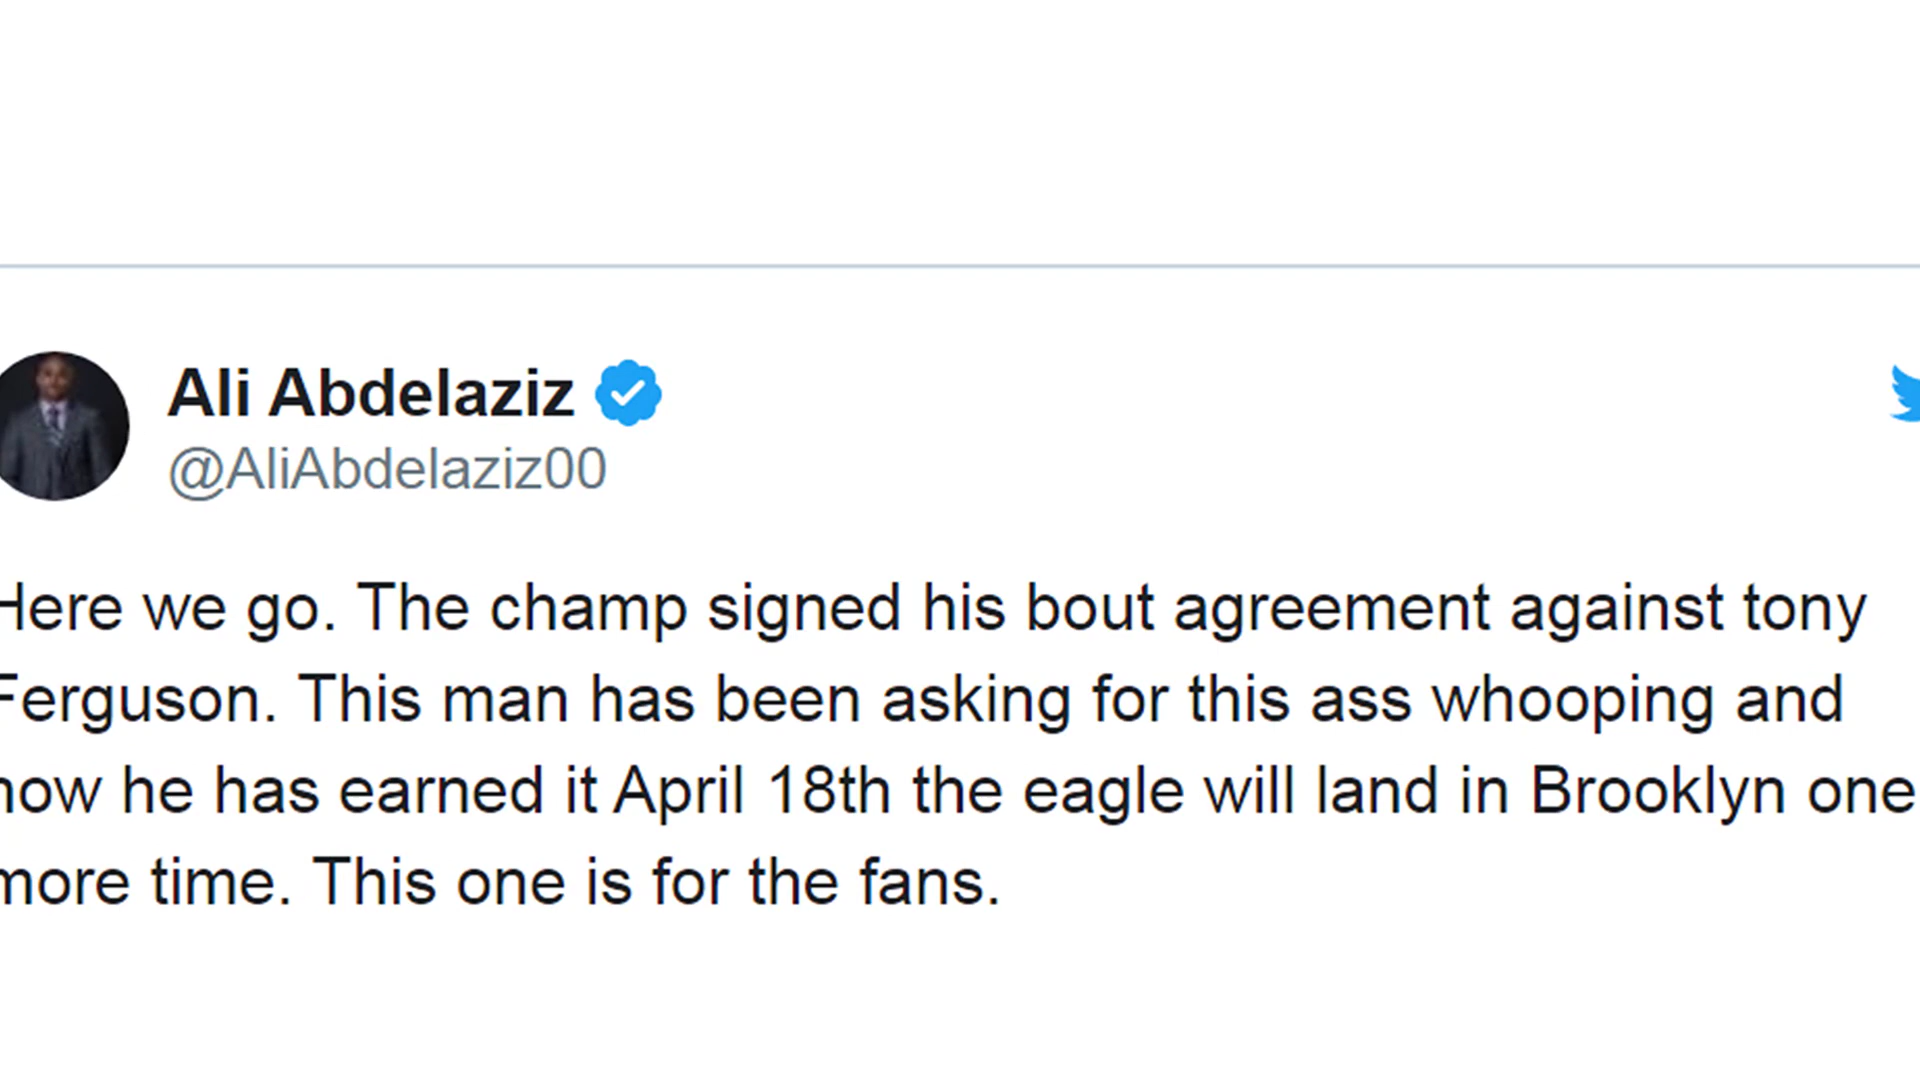 Ali Abdelaziz
@AliAbdelaziz00
Here we go. The champ signed his bout agreement against tony
Ferguson. This man has been asking for this ass whooping and
now he has earned it April 18th the eagle will land in Brooklyn one
more time. This one is for the fans.